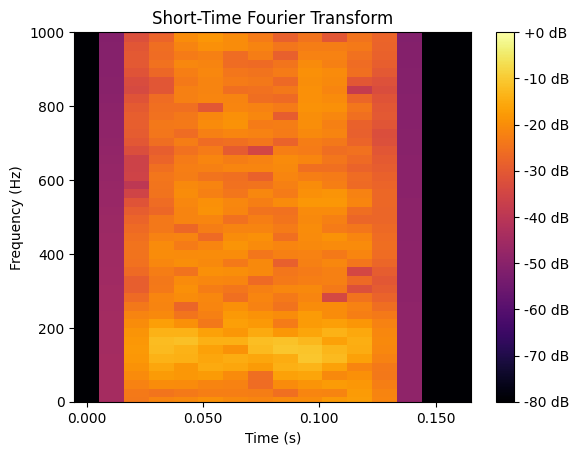 Short-Time Fourier Transform
1000
800
600
400
200
0
Frequency (Hz)
0.000
0.050
0.100
0.150
Time (s)
+0 dB
-10 dB
-20 dB
-30 dB
-40 dB
-50 dB
-60 dB
-70 dB
-80 dB